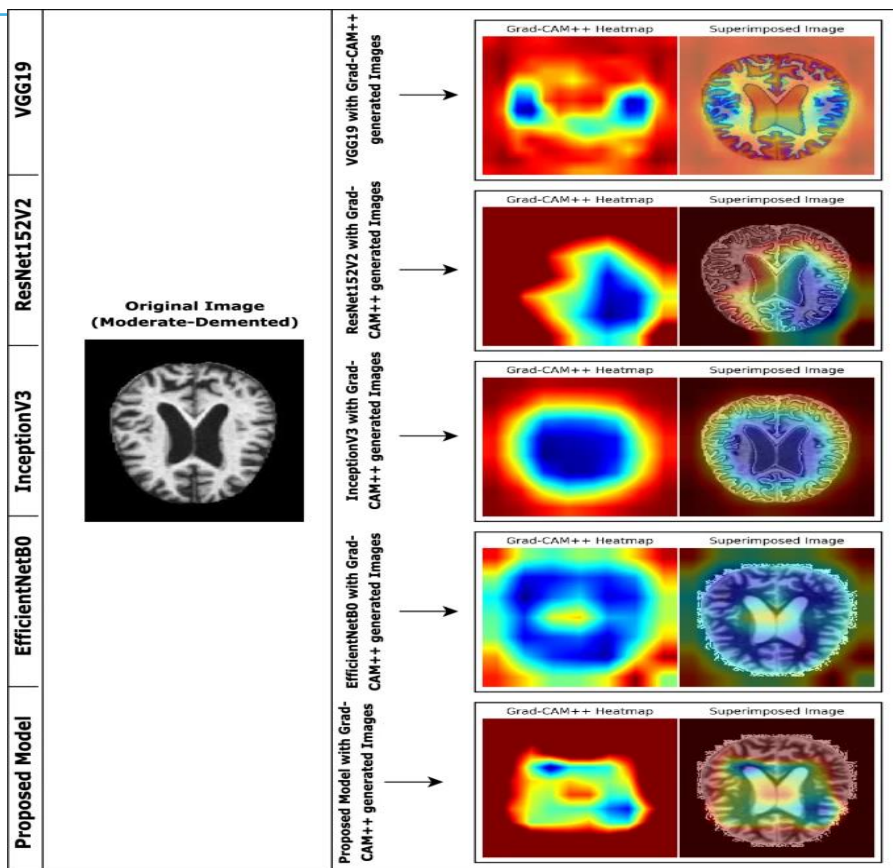 VGG19
VGG19 with Grad-CAM++
generated Images
Grad-CAM++ Heatmap
Superimposed Image
ResNet152V2
ResNet152V2 with Grad-
CAM++ generated Images
Grad-CAM++ Heatmap
Superimposed Image
Original Image
(Moderate-Demented)
InceptionV3
InceptionV3 with Grad-
CAM++ generated Images
Grad-CAM++ Heatmap
Superimposed Image
EfficientNetB0
EfficientNetB0 with Grad-
CAM++ generated Images
Grad-CAM++ Heatmap
Superimposed Image
Proposed Model
Proposed Model with Grad-
CAM++ generated Images
Grad-CAM++ Heatmap
Superimposed Image